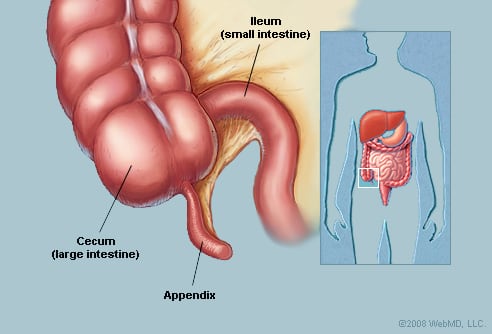 Ileum
(small intestine)
Cecum
(large intestine)
Appendix
©2008 WebMD, LLC.